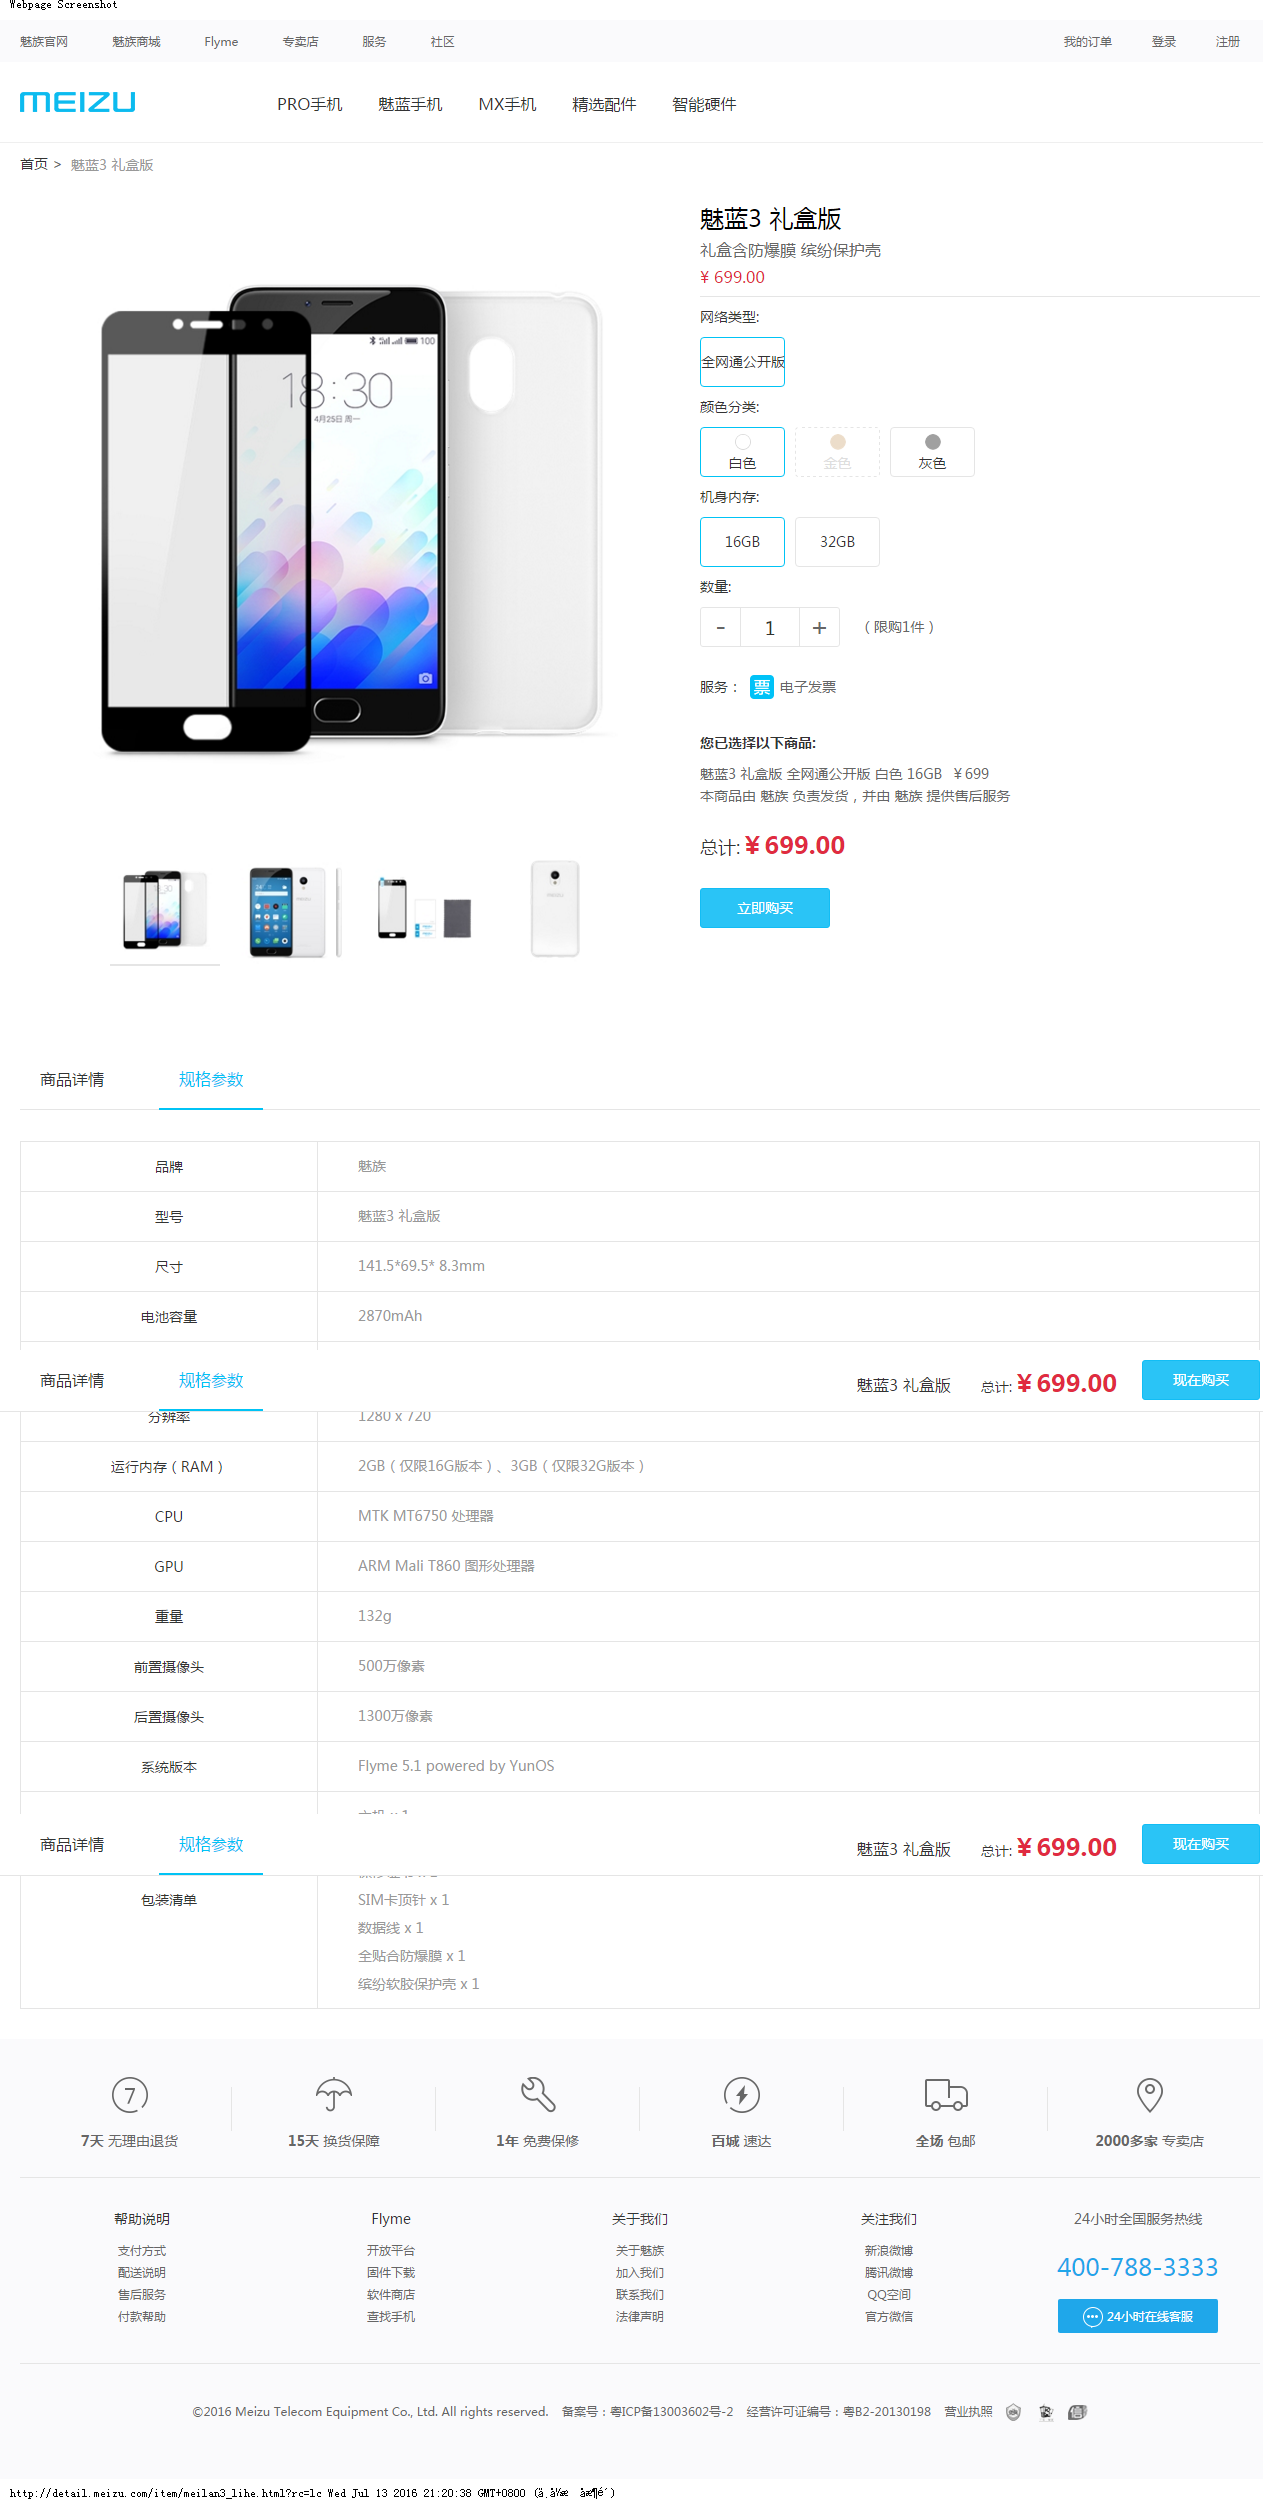 Webpage Screenshot
魅族官网 魅族商城 Flyme 专卖店 服务 社区 我的订单 登录 注册
MEIZU PRO手机 魅蓝手机 MX手机 精选配件 智能硬件
首页 > 魅蓝3 礼盒版
魅蓝3 礼盒版
礼盒含防爆膜 缤纷保护壳
¥ 699.00
网络类型:
全网通公开版
颜色分类:
白色 金色 灰色
机身内存:
16GB 32GB
数量:
- 1 + （限购1件）
服务： 票 电子发票
您已选择以下商品:
魅蓝3 礼盒版 全网通公开版 白色 16GB ¥699
本商品由 魅族 负责发货，并由 魅族 提供售后服务
总计: ¥699.00
立即购买
100
18:30
4月25日 周一
商品详情 规格参数
品牌 魅族
型号 魅蓝3 礼盒版
尺寸 141.5*69.5* 8.3mm
电池容量 2870mAh
商品详情 规格参数 魅蓝3 礼盒版 总计: ¥699.00 现在购买
分辨率 1280 x 720
运行内存（RAM） 2GB（仅限16G版本）、3GB（仅限32G版本）
CPU MTK MT6750 处理器
GPU ARM Mali T860 图形处理器
重量 132g
前置摄像头 500万像素
后置摄像头 1300万像素
系统版本 Flyme 5.1 powered by YunOS
商品详情 规格参数 魅蓝3 礼盒版 总计: ¥699.00 现在购买
包装清单 SIM卡顶针 x 1
数据线 x 1
全贴合防爆膜 x 1
缤纷软胶保护壳 x 1
7
7天 无理由退货 15天 换货保障 1年 免费保修 百城 速达 全场 包邮 2000多家 专卖店
帮助说明 Flyme 关于我们 关注我们 24小时全国服务热线
支付方式 开放平台 关于魅族 新浪微博
配送说明 固件下载 加入我们 腾讯微博 400-788-3333
售后服务 软件商店 联系我们 QQ空间
付款帮助 查找手机 法律声明 官方微信 24小时在线客服
©2016 Meizu Telecom Equipment Co., Ltd. All rights reserved. 备案号：粤ICP备13003602号-2 经营许可证编号：粤B2-20130198 营业执照
http://detail.meizu.com/item/meilan3_lihe.html?rc=lc Wed Jul 13 2016 21:20:38 GMT+0800